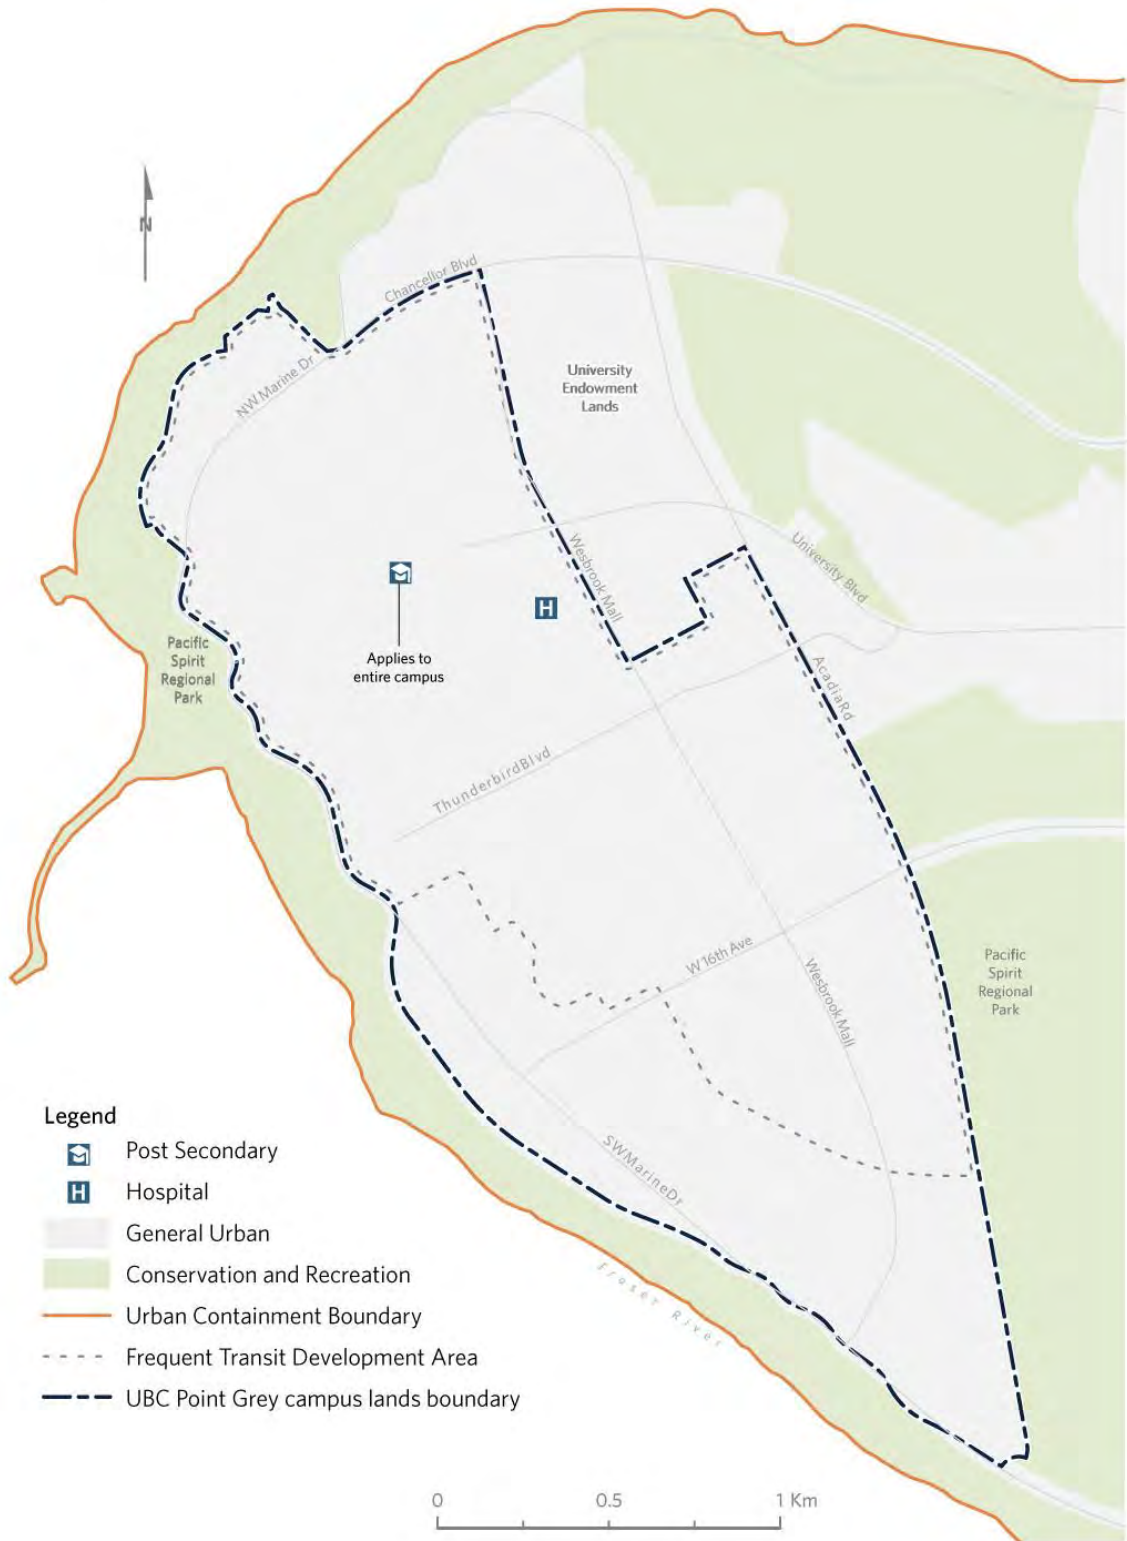 N
Chancellor Blvd
NW Marine Dr
University
Endowment
Lands
Wesbrook Mall
University Blvd
Applies to
entire campus
Pacific
Spirit
Regional
Park
Acadia Rd
Thunderbird Blvd
W 16th Ave
Wesbrook Mall
Pacific
Spirit
Regional
Park
SW Marine Dr
Fraser River
Legend
Post Secondary
H Hospital
General Urban
Conservation and Recreation
Urban Containment Boundary
Frequent Transit Development Area
UBC Point Grey campus lands boundary
H
0 0.5 1 Km